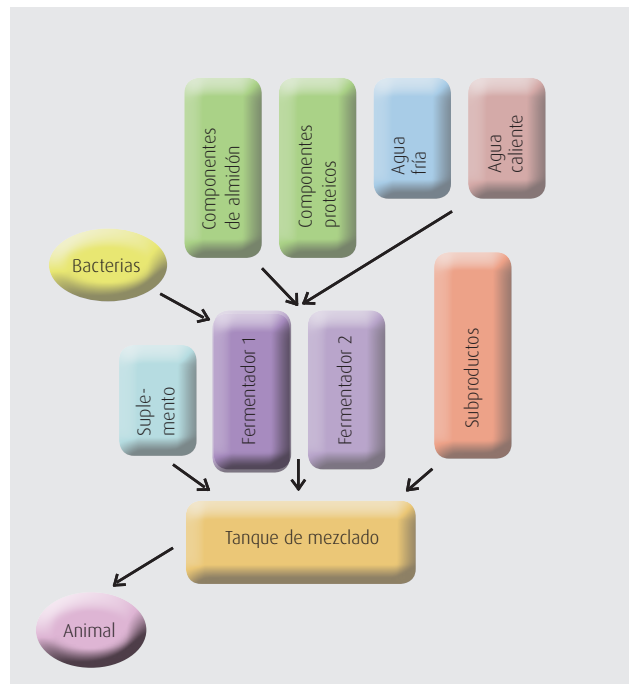 Componentes
de almidón
Componentes
proteicos
Agua
fría
Agua
caliente
Bacterias
Suple-
mento
Fermentador 1
Fermentador 2
Subproductos
Tanque de mezclado
Animal